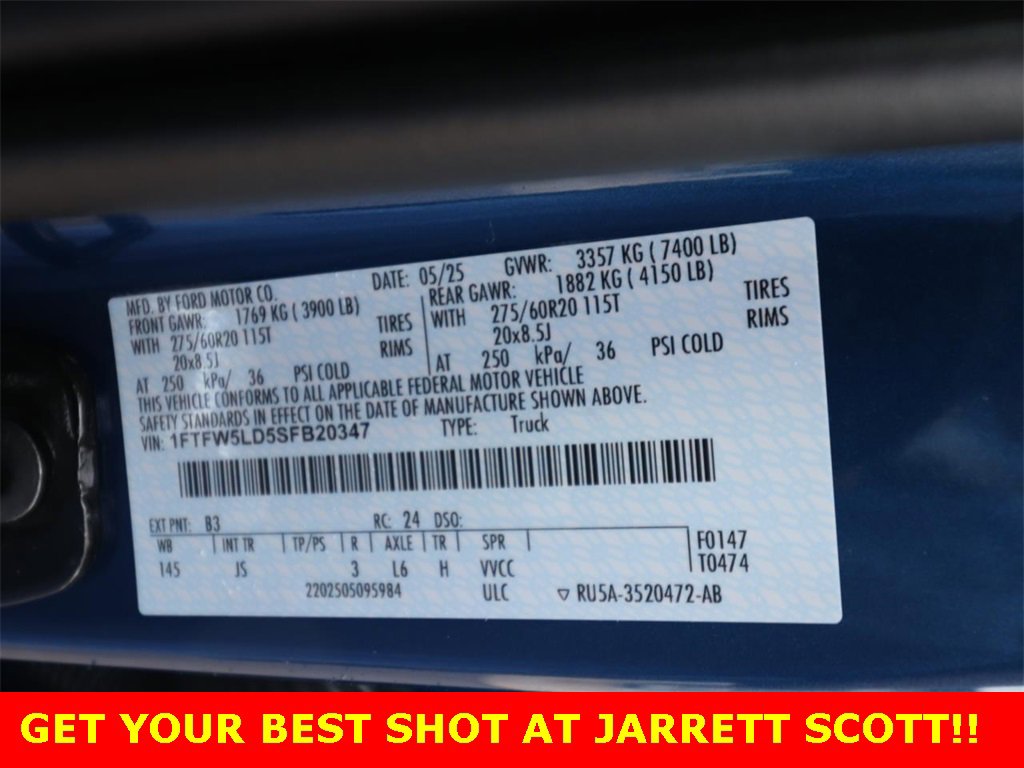 MFD. BY FORD MOTOR CO. DATE: 05/25 GVWR: 3357 KG ( 7400 LB)
FRONT GAWR: 1769 KG ( 3900 LB) REAR GAWR: 1882 KG ( 4150 LB)
WITH 275/60R20 115T TIRES WITH 275/60R20 115T TIRES
20x8.5J RIMS 20x8.5J RIMS
AT 250 kPa/ 36 PSI COLD AT 250 kPa/ 36 PSI COLD
THIS VEHICLE CONFORMS TO ALL APPLICABLE FEDERAL MOTOR VEHICLE
SAFETY STANDARDS IN EFFECT ON THE DATE OF MANUFACTURE SHOWN ABOVE.
VIN: 1FTFW5LD5SFB20347 TYPE: Truck
EXT PNT: B3 RC: 24 DSO:
WB INT TR TP/PS R AXLE TR SPR F0147
145 JS 3 L6 H VVCC T0474
2202505095984 ULC ▽ RU5A-3520472-AB
GET YOUR BEST SHOT AT JARRETT SCOTT!!